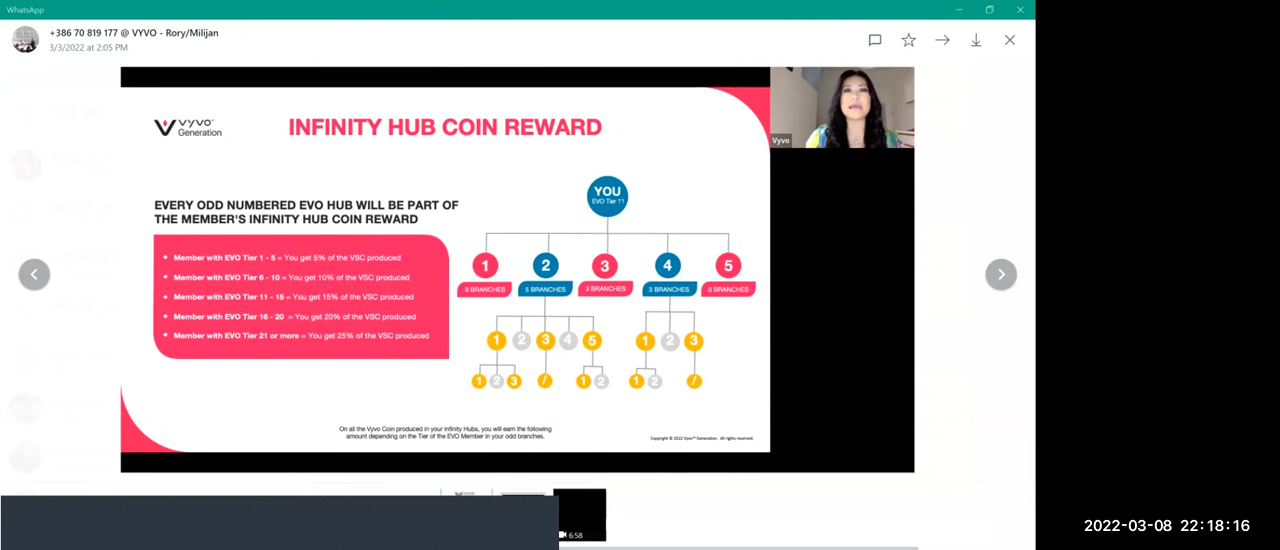 WhatsApp
+386 70 819 177 @ VYVO - Rory/Milijan
3/3/2022 at 2:05 PM
vyvo™
Generation
INFINITY HUB COIN REWARD
Vyvo
EVERY ODD NUMBERED EVO HUB WILL BE PART OF
THE MEMBER'S INFINITY HUB COIN REWARD
• Member with EVO Tier 1 - 5 = You get 5% of the VSC produced
• Member with EVO Tier 6 - 10 = You get 10% of the VSC produced
• Member with EVO Tier 11 - 15 = You get 15% of the VSC produced
• Member with EVO Tier 16 - 20 = You get 20% of the VSC produced
• Member with EVO Tier 21 or more = You get 25% of the VSC produced
YOU
EVO Tier 11
1 2 3 4 5
8 BRANCHES 5 BRANCHES 3 BRANCHES 3 BRANCHES 0 BRANCHES
1 2 3 4 5 1 2 3
1 2 3 / 1 2 1 2 /
On all the Vyvo Coin produced in your infinity Hubs, you will earn the following
amount depending on the Tier of the EVO Member in your odd branches.
Copyright © 2022 Vyvo™ Generation. All rights reserved.
6:58
2022-03-08 22:18:16